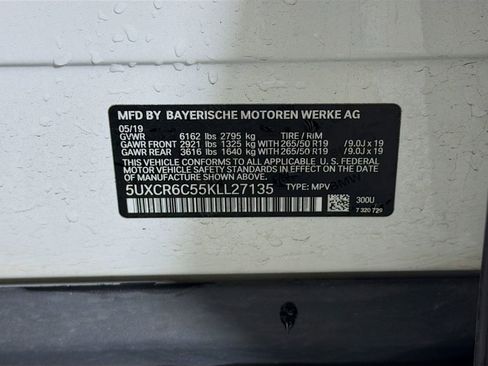 MFD BY BAYERISCHE MOTOREN WERKE AG
05/19
GVWR 6162 lbs 2795 kg TIRE / RIM
GAWR FRONT 2921 lbs 1325 kg 265/50 R19 /9.0J x 19
GAWR REAR 3616 lbs 1640 kg 265/50 R19 /9.0J x 19
THIS VEHICLE CONFORMS TO ALL APPLICABLE U. S. FEDERAL
MOTOR VEHICLE SAFETY STANDARDS IN EFFECT ON THE
DATE OF MANUFACTURE SHOWN ABOVE.
5UXCR6C55KLL27135 TYPE: MPV
300U
7 320 729